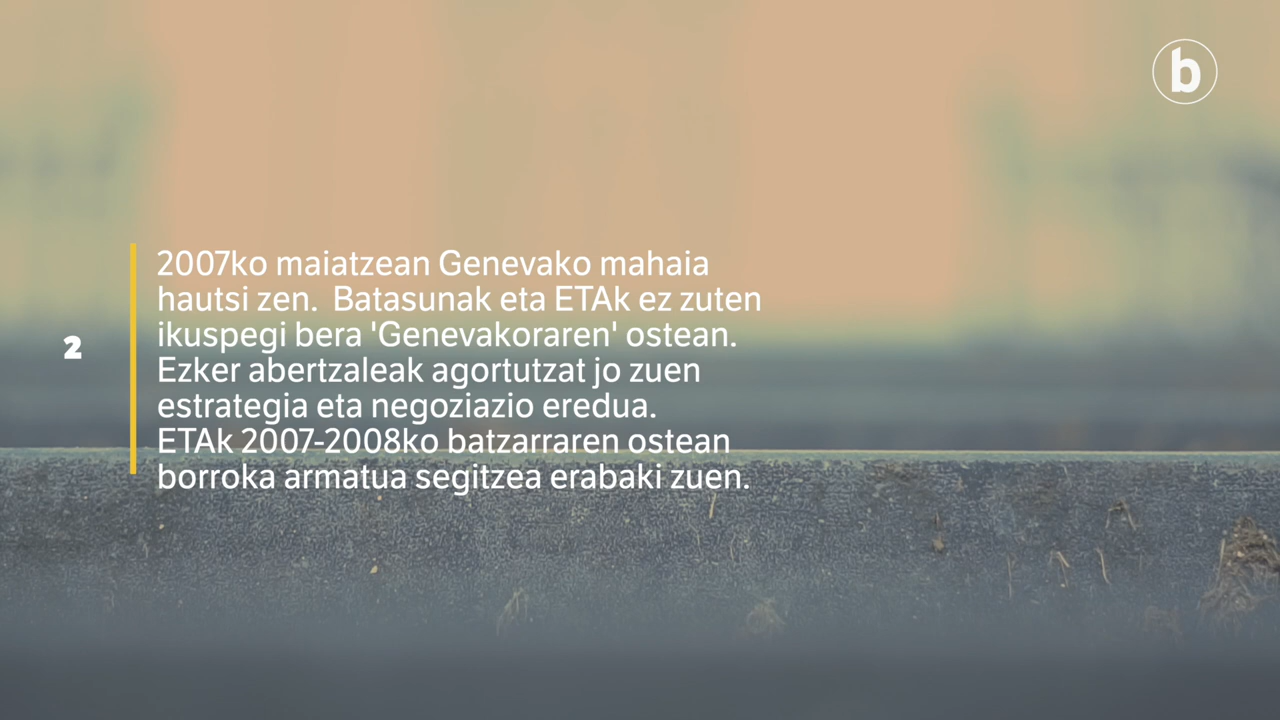 b
2007ko maiatzean Genevako mahaia
hautsi zen.  Batasunak eta ETAk ez zuten
ikuspegi bera 'Genevakoraren' ostean.
2
Ezker abertzaleak agortutzat jo zuen
estrategia eta negoziazio eredua.
ETAk 2007-2008ko batzarraren ostean
borroka armatua segitzea erabaki zuen.